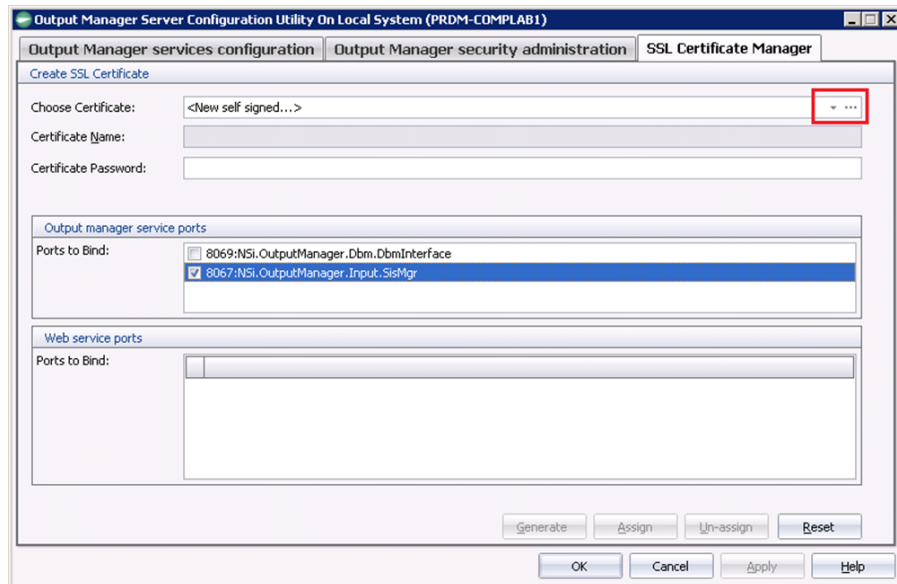 Output Manager Server Configuration Utility On Local System (PRDM-COMPLAB1)
Output Manager services configuration
Output Manager security administration
SSL Certificate Manager
Create SSL Certificate
Choose Certificate:
<New self signed...>
Certificate Name:
Certificate Password:
Output manager service ports
Ports to Bind:
8069:NSi.OutputManager.Dbm.DbmInterface
8067:NSi.OutputManager.Input.SisMgr
Web service ports
Ports to Bind:
Generate
Assign
Un-assign
Reset
OK
Cancel
Apply
Help